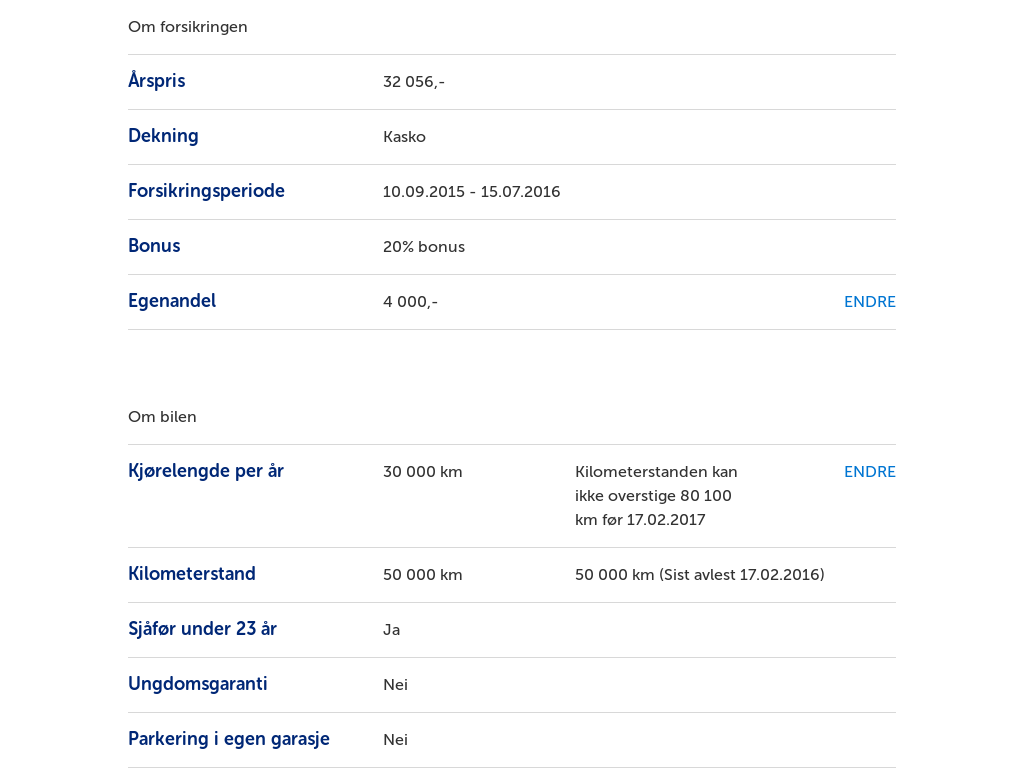 Om forsikringen
Årspris 32 056,-
Dekning Kasko
Forsikringsperiode 10.09.2015 - 15.07.2016
Bonus 20% bonus
Egenandel 4 000,- ENDRE
Om bilen
Kjørelengde per år 30 000 km Kilometerstanden kan ENDRE
ikke overstige 80 100
km før 17.02.2017
Kilometerstand 50 000 km 50 000 km (Sist avlest 17.02.2016)
Sjåfør under 23 år Ja
Ungdomsgaranti Nei
Parkering i egen garasje Nei